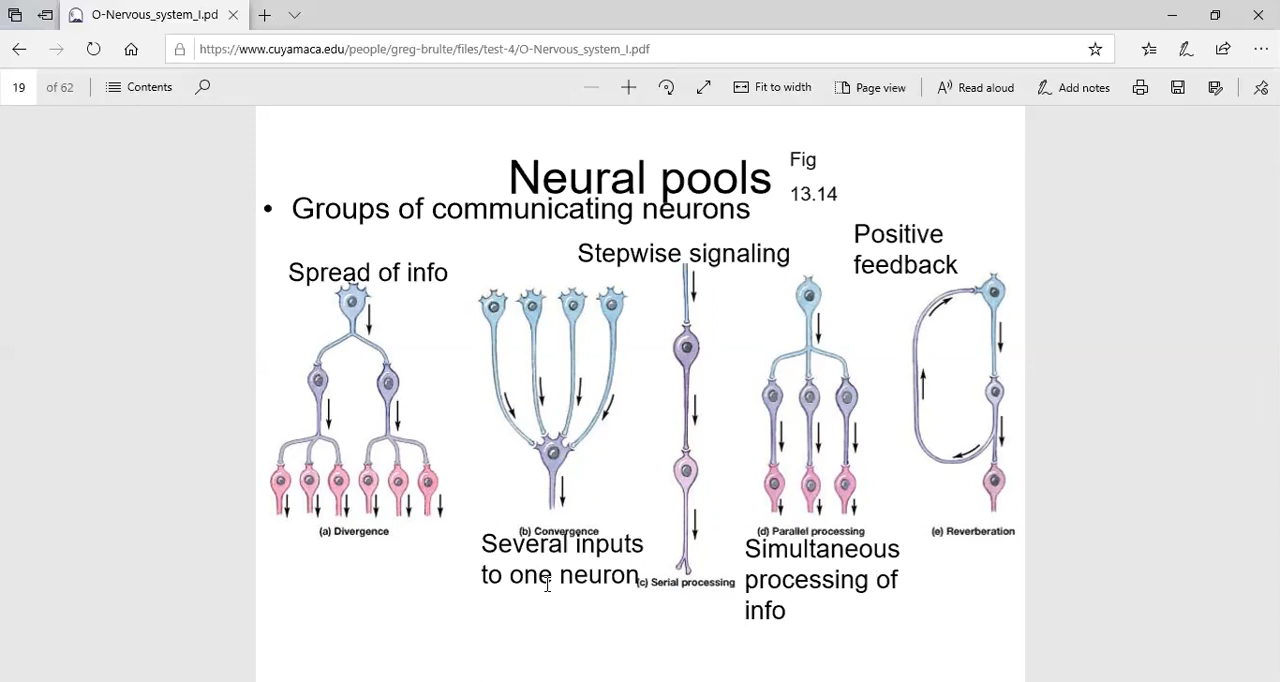 O-Nervous_system_I.pd
https://www.cuyamaca.edu/people/greg-brulte/files/test-4/O-Nervous_system_I.pdf
19 of 62 Contents Fit to width Page view Read aloud Add notes
Neural pools
Fig
13.14
• Groups of communicating neurons
Spread of info
Stepwise signaling
Positive
feedback
(a) Divergence
(b) Convergence
Several inputs
to one neuron
(c) Serial processing
(d) Parallel processing
Simultaneous
processing of
info
(e) Reverberation